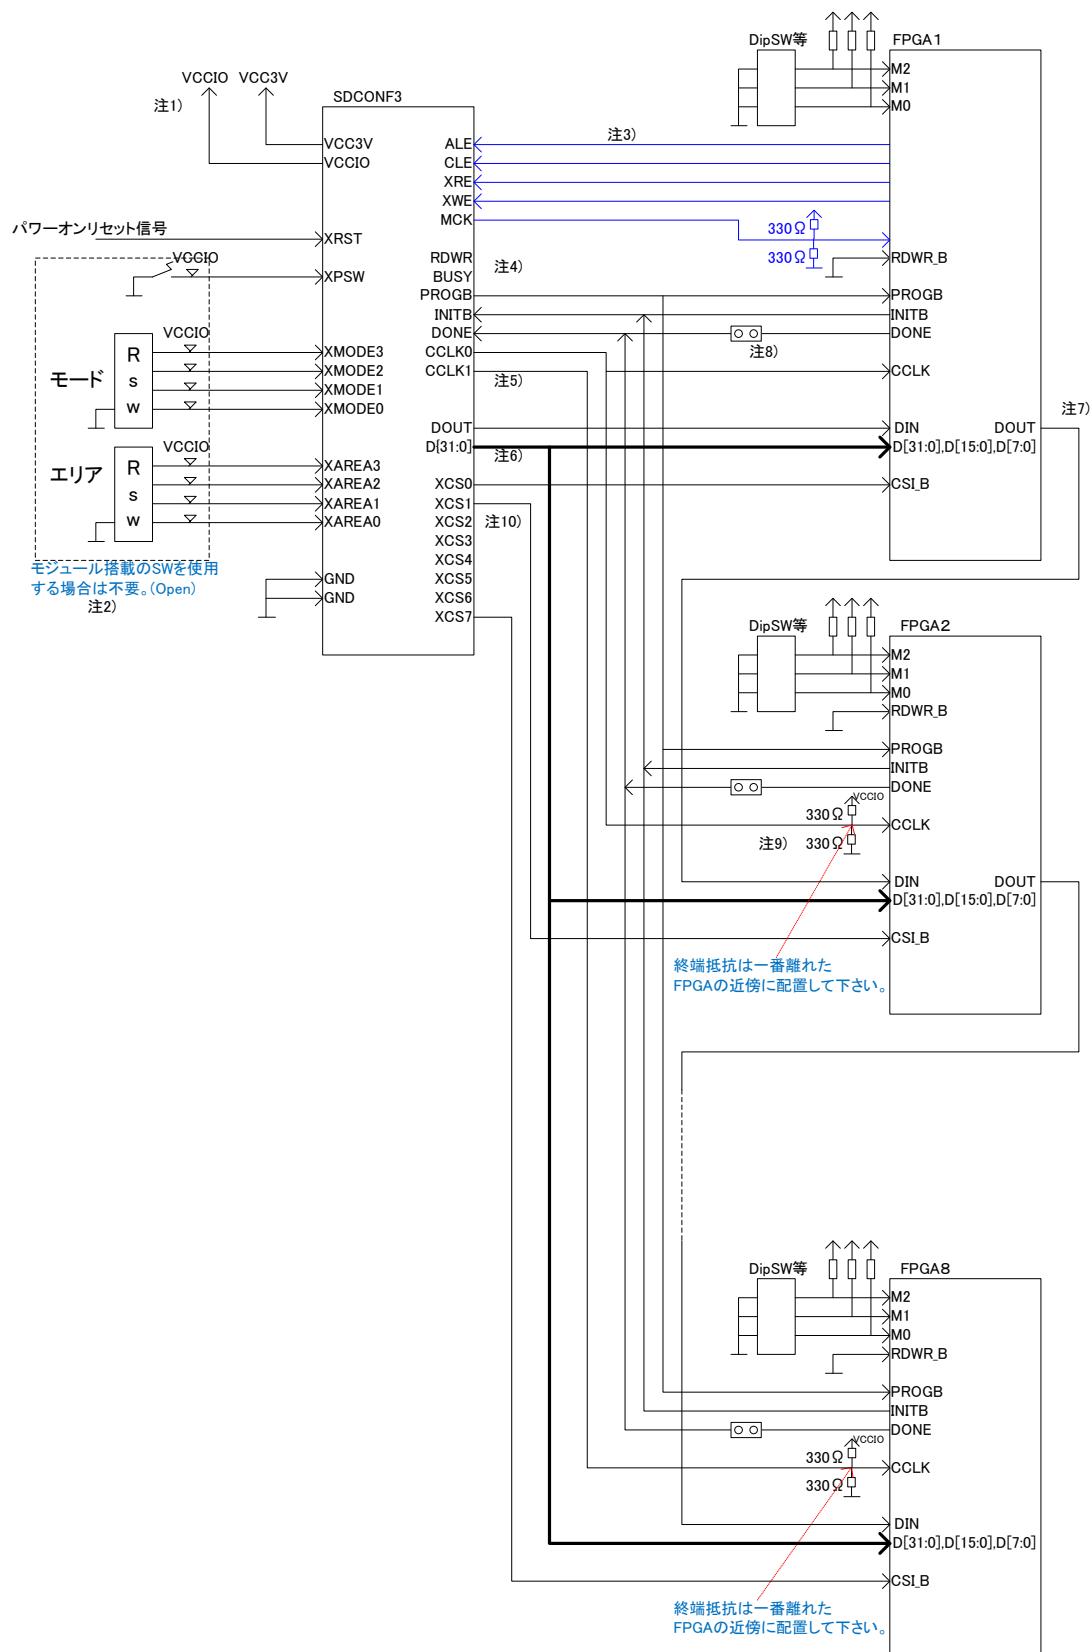 DipSW等
FPGA1
M2
M1
M0
VCCIO VCC3V
注1)
SDCONF3
注3)
VCC3V
VCCIO
ALE
CLE
XRE
XWE
MCK
パワーオンリセット信号
XRST
330Ω
330Ω
VCCIO
XPSW
RDWR
BUSY
注4)
RDWR_B
PROGB
INITB
DONE
PROGB
INITB
DONE
注8)
VCCIO
モード
R
s
w
XMODE3
XMODE2
XMODE1
XMODE0
CCLK0
CCLK1
注5)
CCLK
注7)
DOUT
D[31:0]
注6)
DIN
DOUT
D[31:0],D[15:0],D[7:0]
VCCIO
エリア
R
s
w
XAREA3
XAREA2
XAREA1
XAREA0
XCS0
XCS1
XCS2
XCS3
XCS4
XCS5
XCS6
XCS7
注10)
CSI_B
モジュール搭載のSWを使用
する場合は不要。(Open)
注2)
GND
GND
DipSW等
FPGA2
M2
M1
M0
RDWR_B
PROGB
INITB
DONE
VCCIO
330Ω
注9)
330Ω
CCLK
DIN
DOUT
D[31:0],D[15:0],D[7:0]
CSI_B
終端抵抗は一番離れた
FPGAの近傍に配置して下さい。
DipSW等
FPGA8
M2
M1
M0
RDWR_B
PROGB
INITB
DONE
VCCIO
330Ω
330Ω
CCLK
DIN
D[31:0],D[15:0],D[7:0]
CSI_B
終端抵抗は一番離れた
FPGAの近傍に配置して下さい。